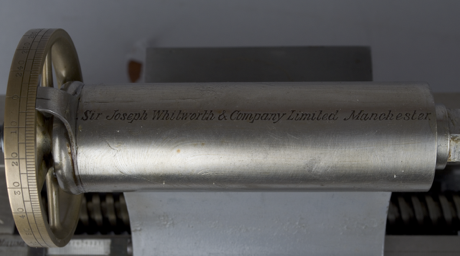 Sir Joseph Whitworth & Company Limited Manchester